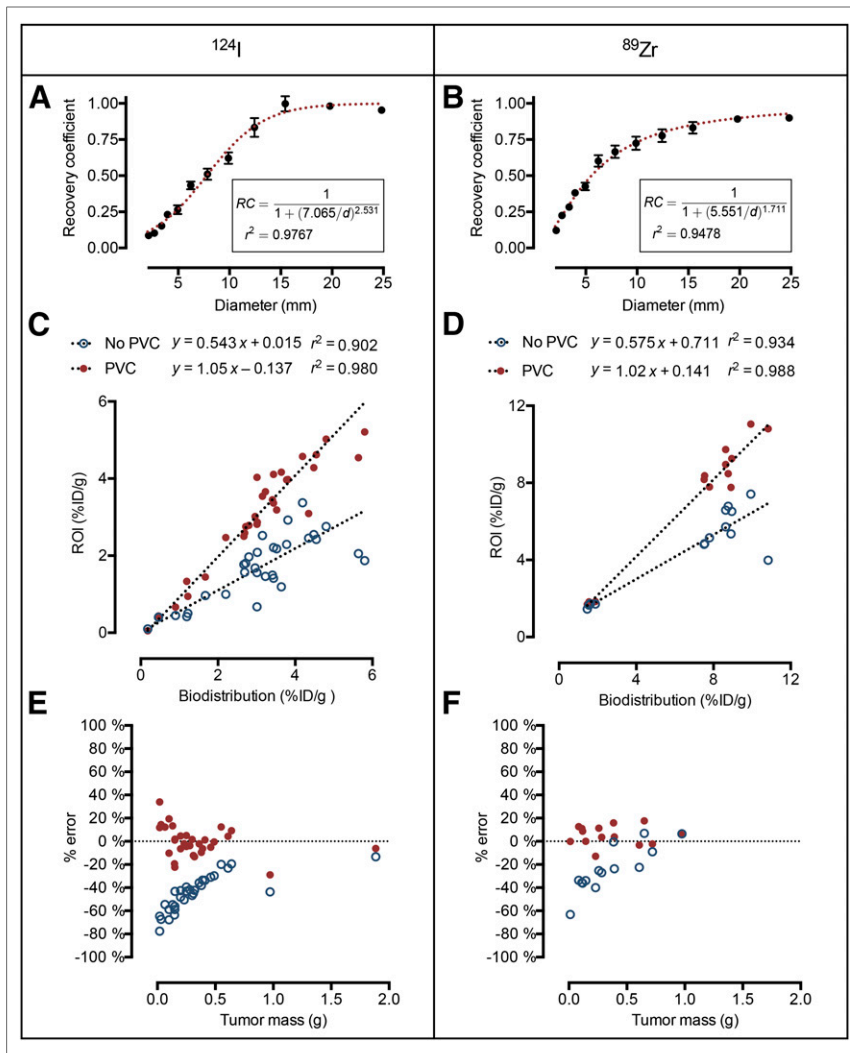 ¹²⁴I
⁸⁹Zr
A
Recovery coefficient
1.00
0.75
0.50
0.25
0.00
RC = 1 / 1 + (7.065/d)^2.531
r² = 0.9767
5 10 15 20 25
Diameter (mm)
B
Recovery coefficient
1.00
0.75
0.50
0.25
0.00
RC = 1 / 1 + (5.551/d)^1.711
r² = 0.9478
5 10 15 20 25
Diameter (mm)
C
No PVC y = 0.543 x + 0.015 r² = 0.902
PVC y = 1.05 x − 0.137 r² = 0.980
ROI (%ID/g)
6
4
2
0
0 2 4 6
Biodistribution (%ID/g )
D
No PVC y = 0.575 x + 0.711 r² = 0.934
PVC y = 1.02 x + 0.141 r² = 0.988
ROI (%ID/g)
12
8
4
0
0 4 8 12
Biodistribution (%ID/g)
E
% error
100 %
80 %
60 %
40 %
20 %
0 %
-20 %
-40 %
-60 %
-80 %
-100 %
0.0 0.5 1.0 1.5 2.0
Tumor mass (g)
F
% error
100 %
80 %
60 %
40 %
20 %
0 %
-20 %
-40 %
-60 %
-80 %
-100 %
0.0 0.5 1.0 1.5 2.0
Tumor mass (g)